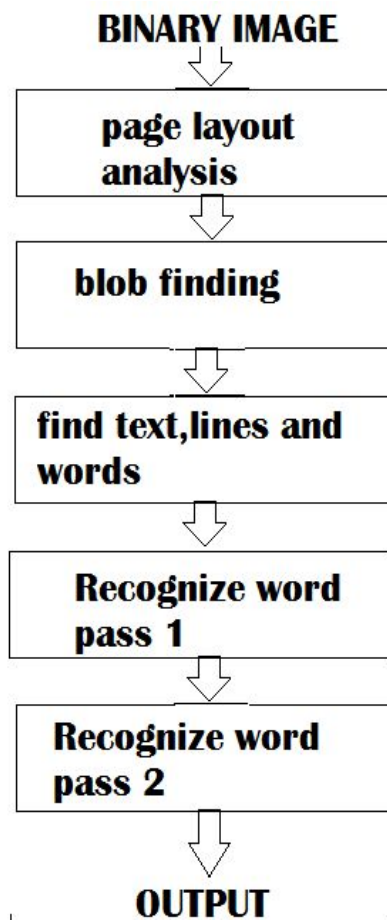 BINARY IMAGE
page layout
analysis
blob finding
find text,lines and
words
Recognize word
pass 1
Recognize word
pass 2
OUTPUT